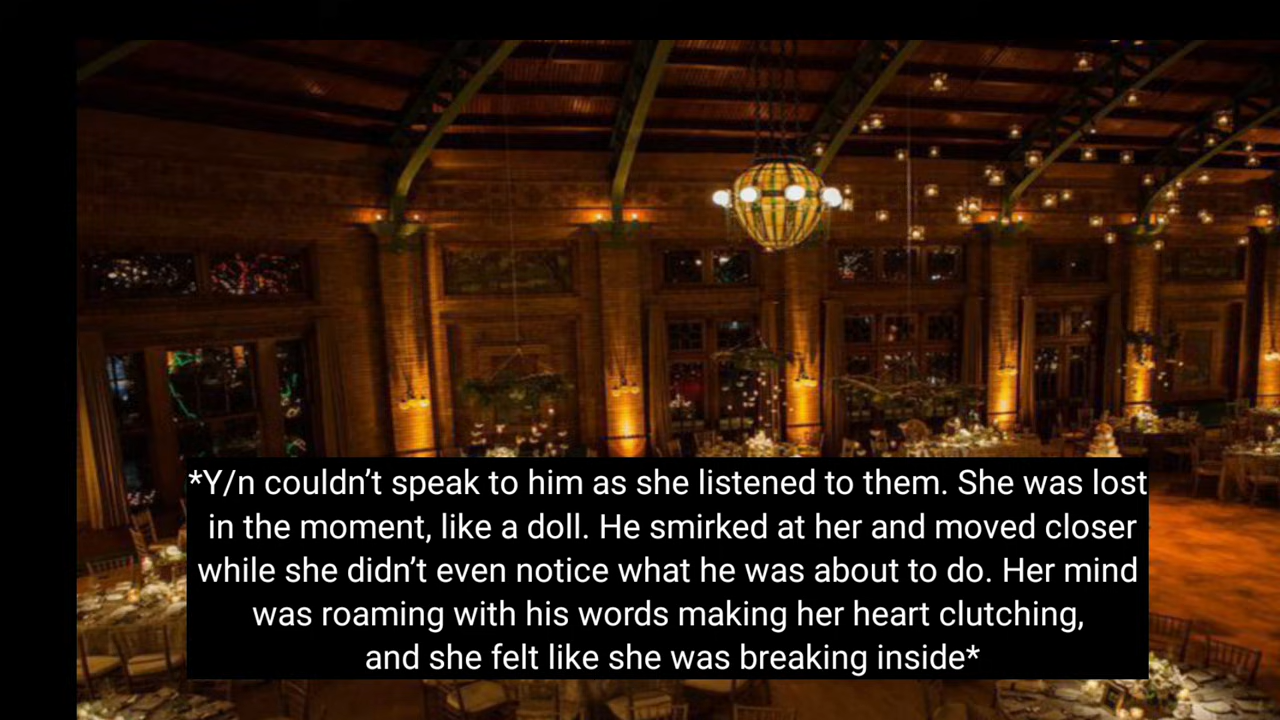 *Y/n couldn’t speak to him as she listened to them. She was lost
in the moment, like a doll. He smirked at her and moved closer
while she didn’t even notice what he was about to do. Her mind
was roaming with his words making her heart clutching,
and she felt like she was breaking inside*